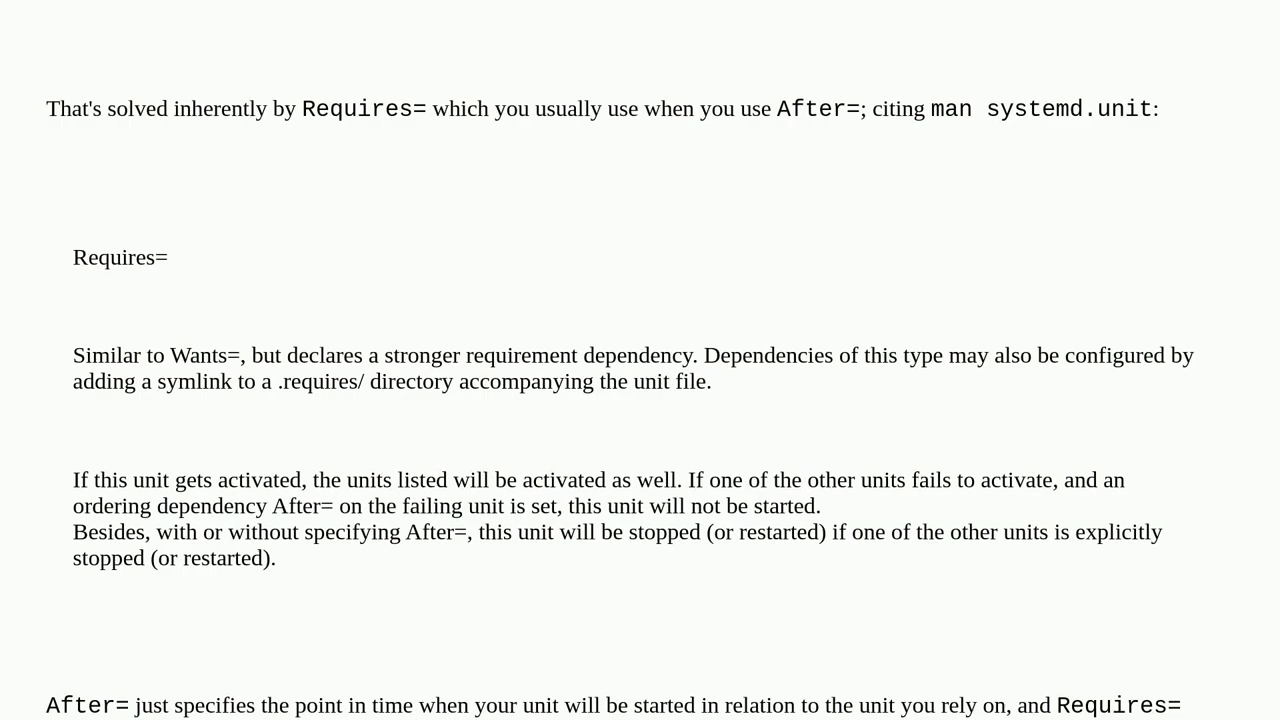 That's solved inherently by Requires= which you usually use when you use After=; citing man systemd.unit:
Requires=
Similar to Wants=, but declares a stronger requirement dependency. Dependencies of this type may also be configured by
adding a symlink to a .requires/ directory accompanying the unit file.
If this unit gets activated, the units listed will be activated as well. If one of the other units fails to activate, and an
ordering dependency After= on the failing unit is set, this unit will not be started.
Besides, with or without specifying After=, this unit will be stopped (or restarted) if one of the other units is explicitly
stopped (or restarted).
After= just specifies the point in time when your unit will be started in relation to the unit you rely on, and Requires=